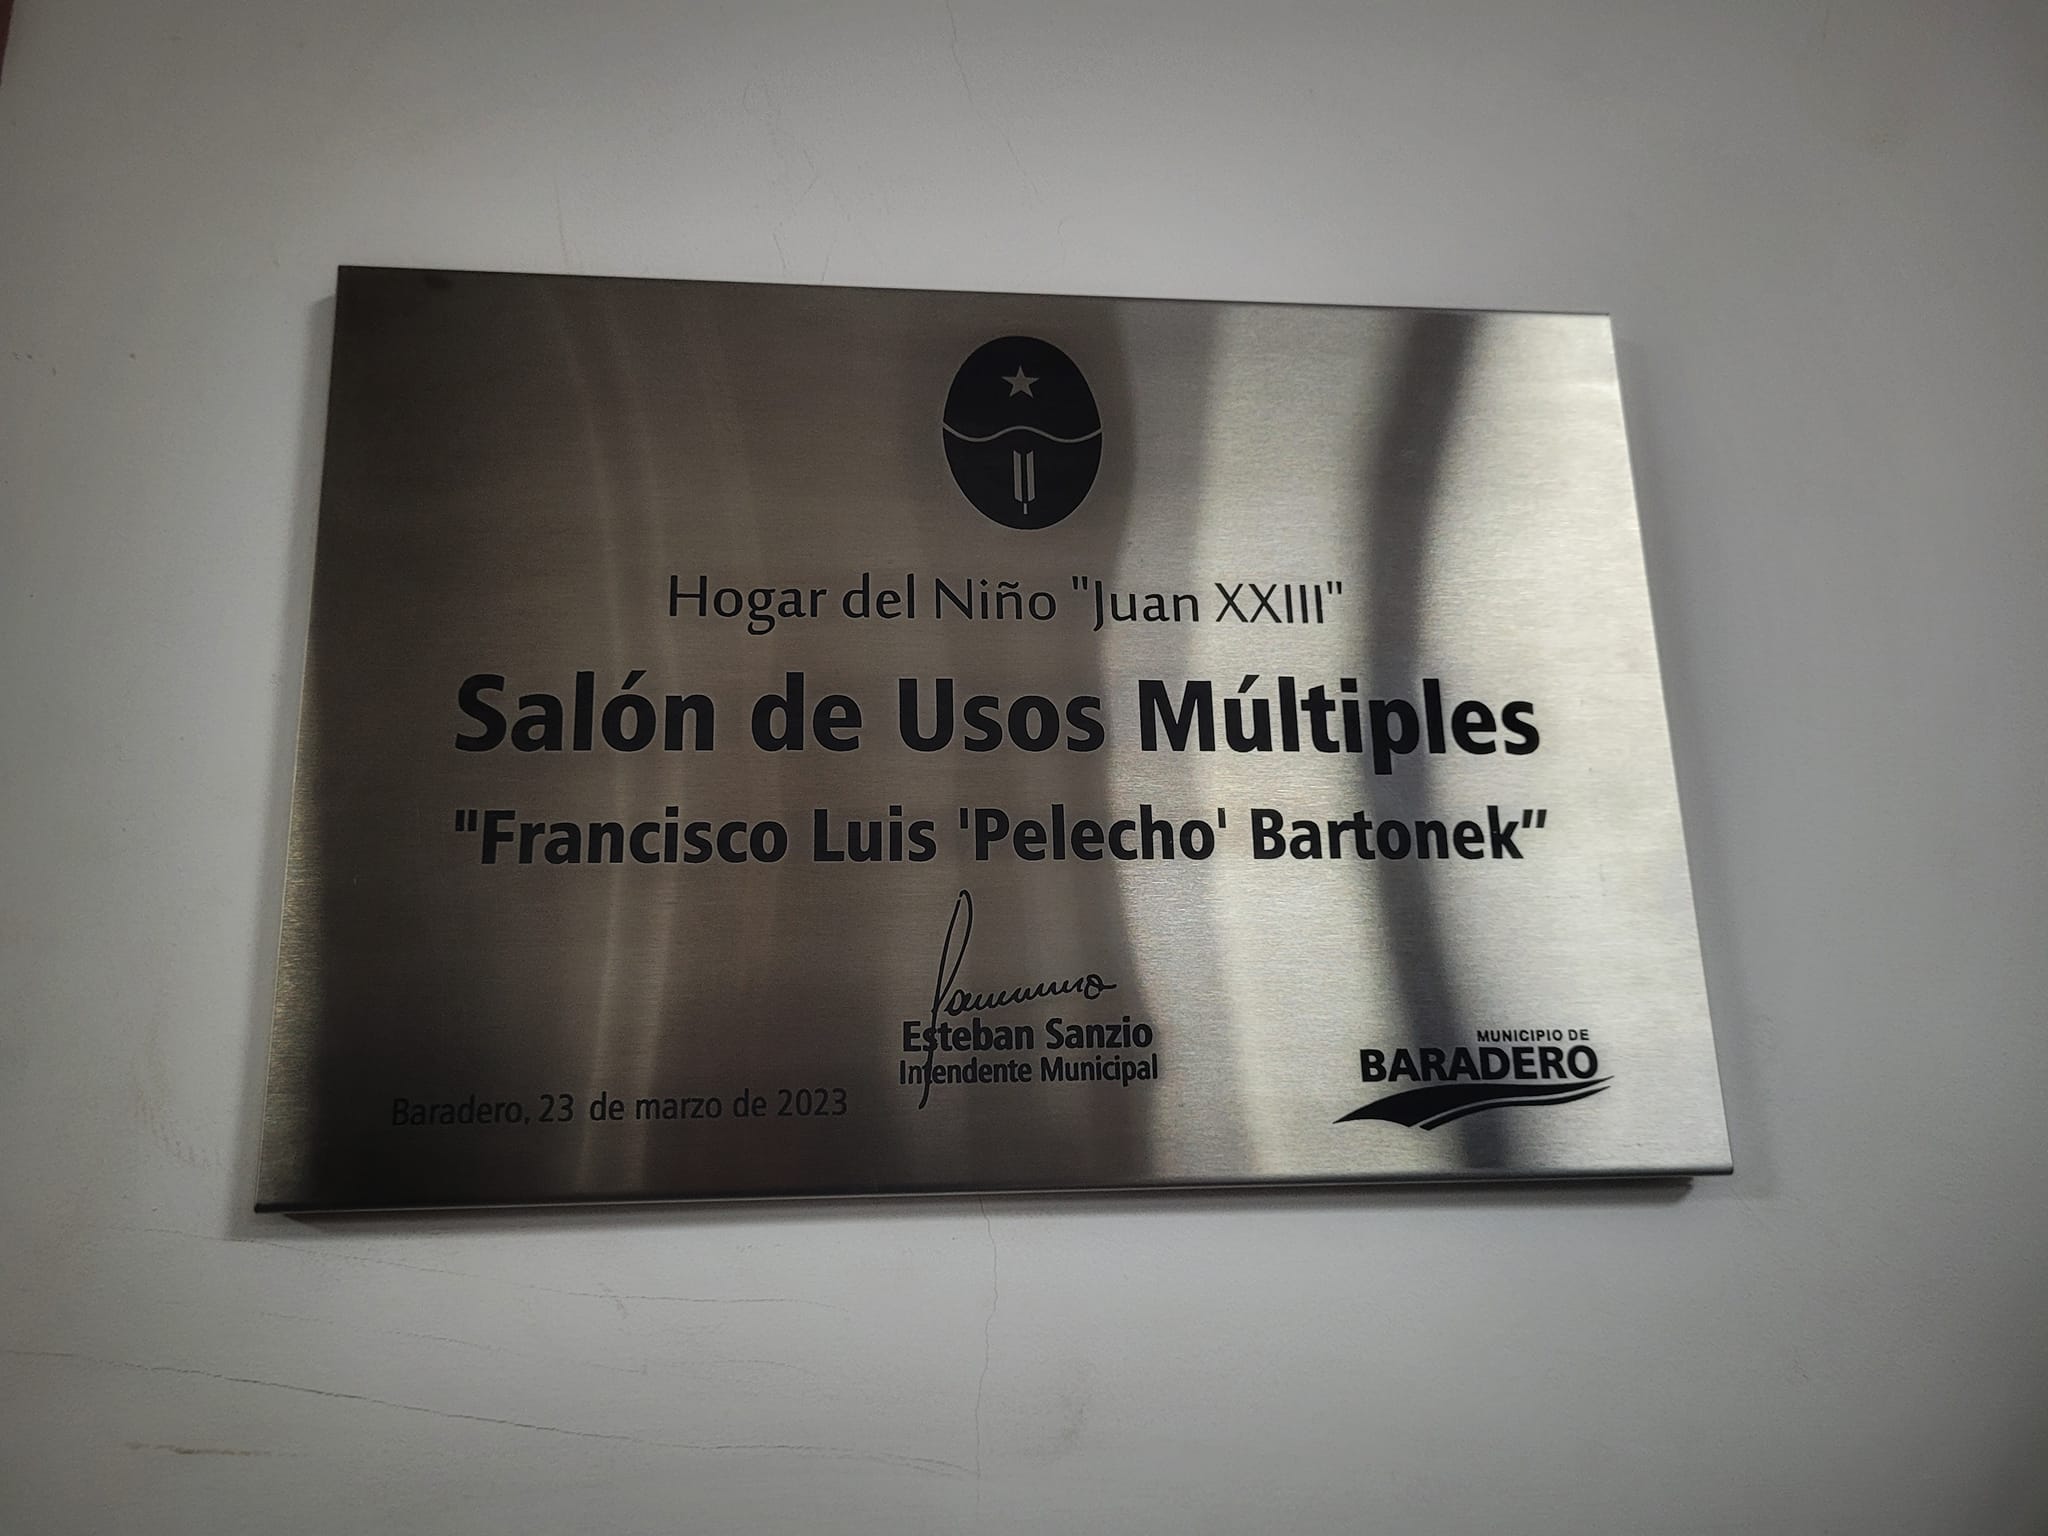 Hogar del Niño "Juan XXIII"
Salón de Usos Múltiples
"Francisco Luis 'Pelecho' Bartonek”
Esteban Sanzio
Intendente Municipal
Baradero, 23 de marzo de 2023
MUNICIPIO DE
BARADERO